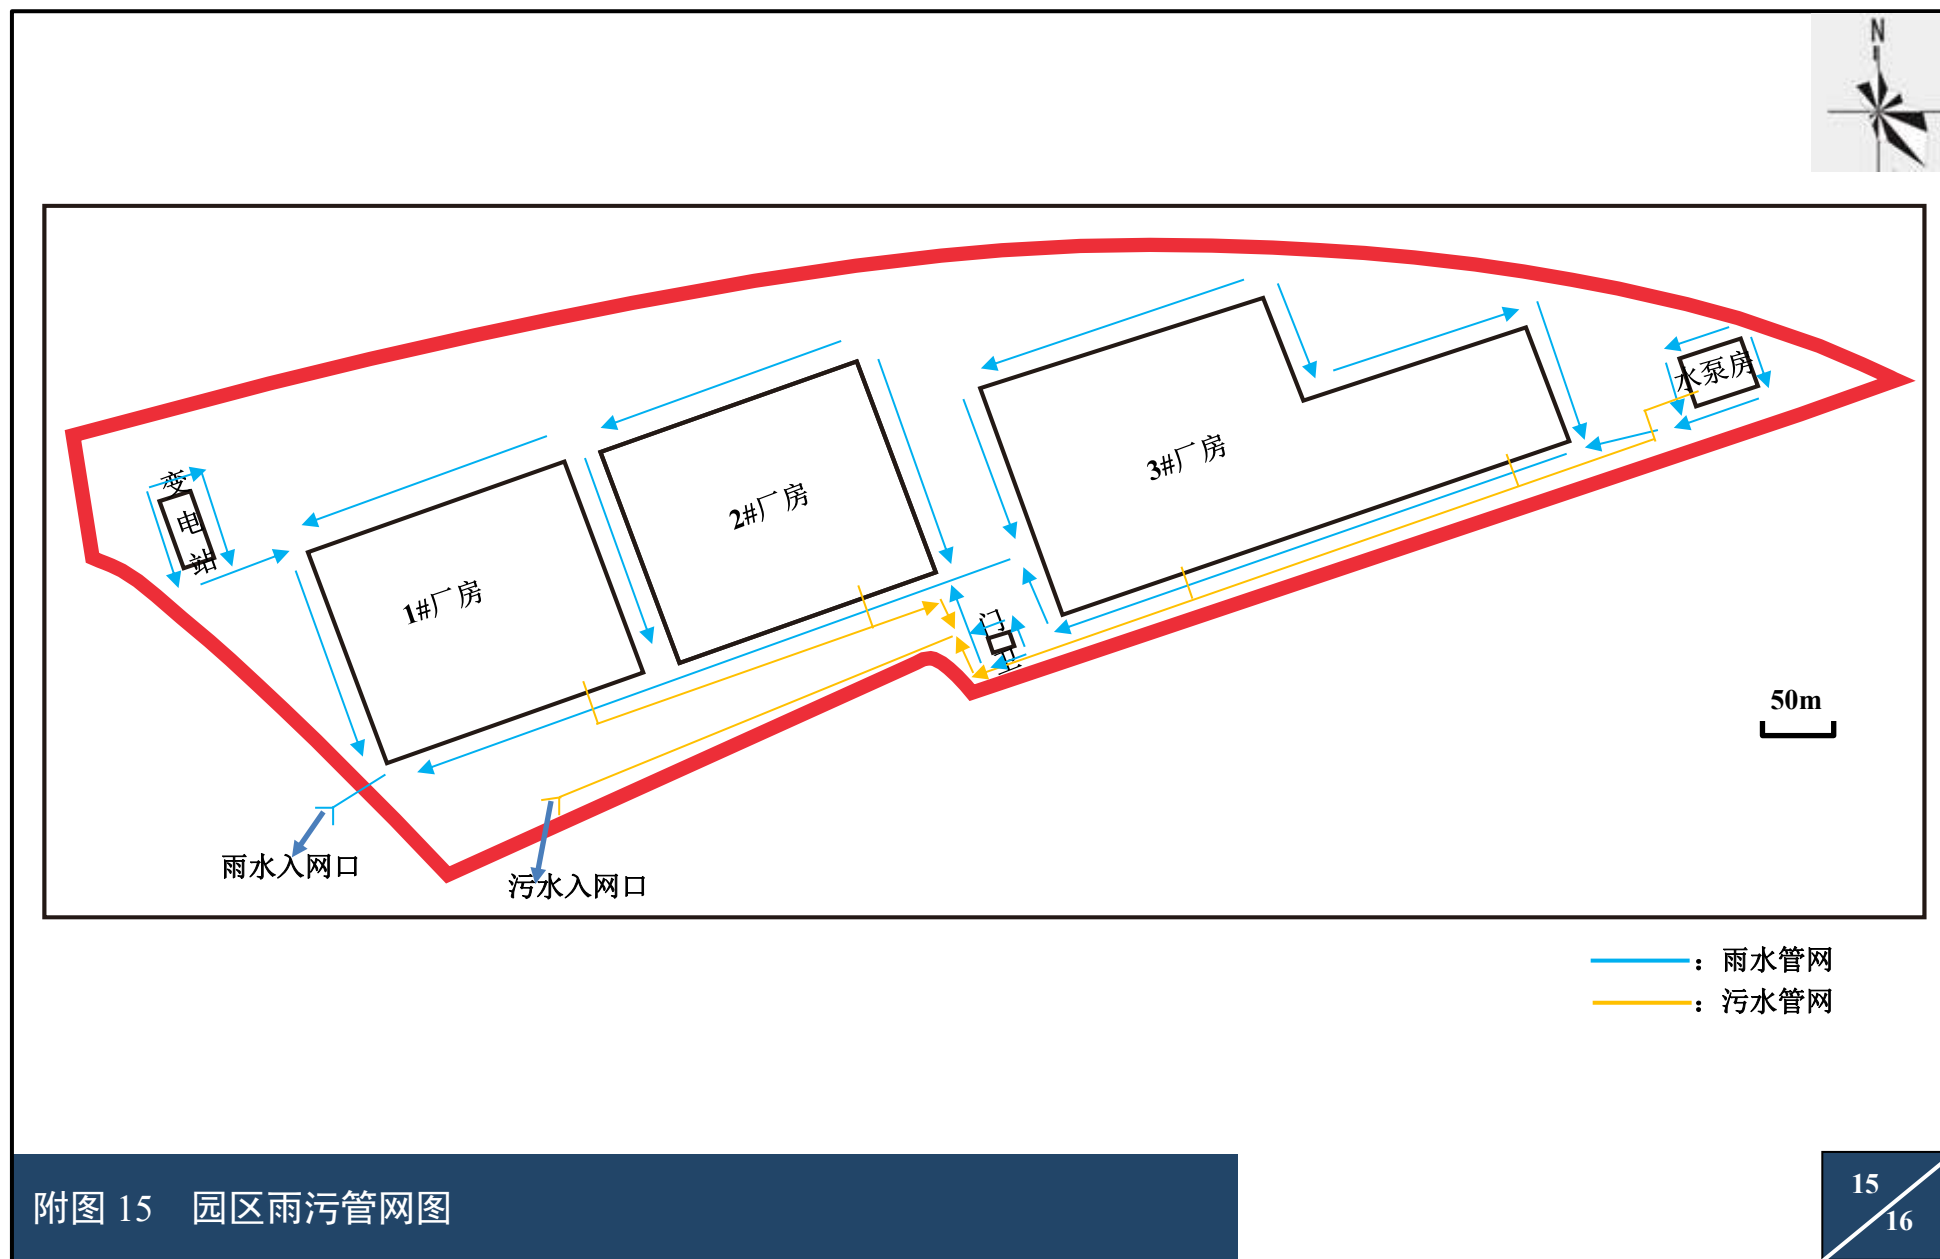 N
水泵房
3#厂房
变电站
2#厂房
1#厂房
门卫
50m
雨水入网口
污水入网口
：雨水管网
：污水管网
附图 15 园区雨污管网图
15
16